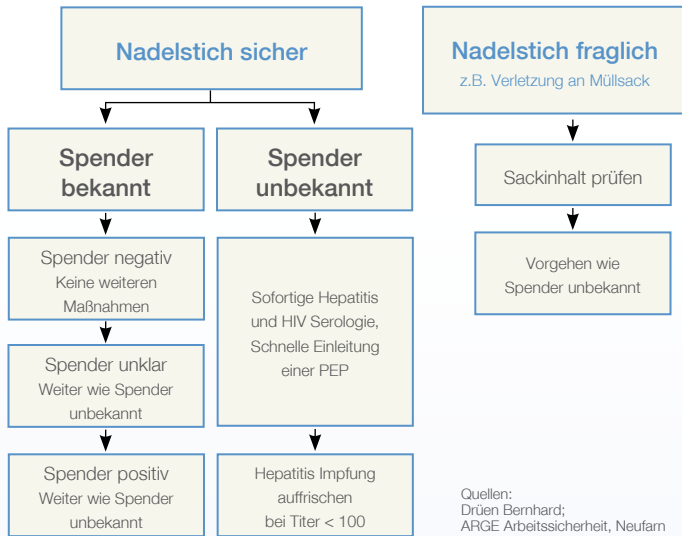 Nadelstich sicher
Spender
bekannt
Spender negativ
Keine weiteren
Maßnahmen
Spender unklar
Weiter wie Spender
unbekannt
Spender positiv
Weiter wie Spender
unbekannt
Spender
unbekannt
Sofortige Hepatitis
und HIV Serologie,
Schnelle Einleitung
einer PEP
Hepatitis Impfung
auffrischen
bei Titer < 100
Nadelstich fraglich
z.B. Verletzung an Müllsack
Sackinhalt prüfen
Vorgehen wie
Spender unbekannt
Quellen:
Drüen Bernhard;
ARGE Arbeitssicherheit, Neufarn